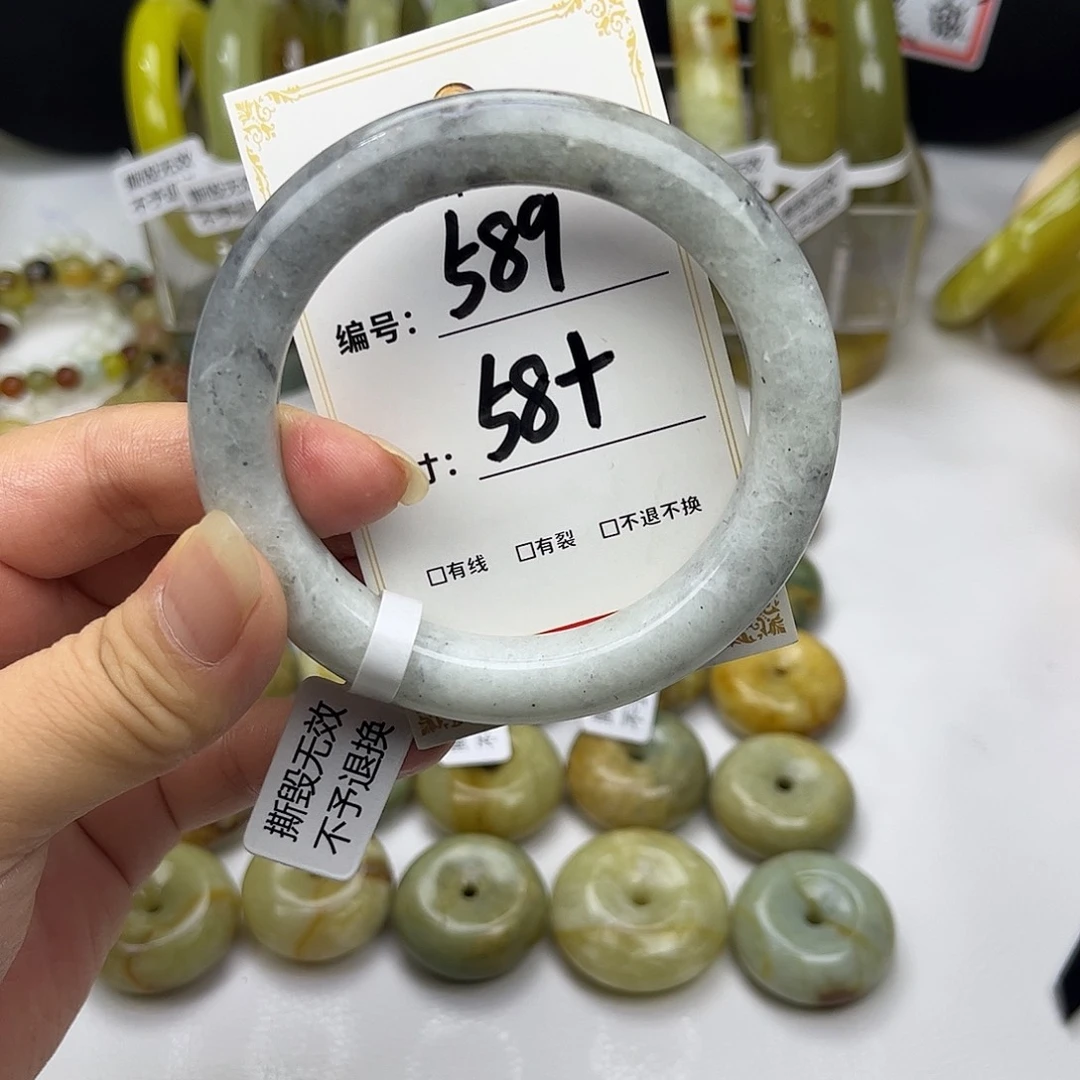 编号: 589
寸: 58+
□有线 □有裂 □不退不换
撕毁无效
不予退换